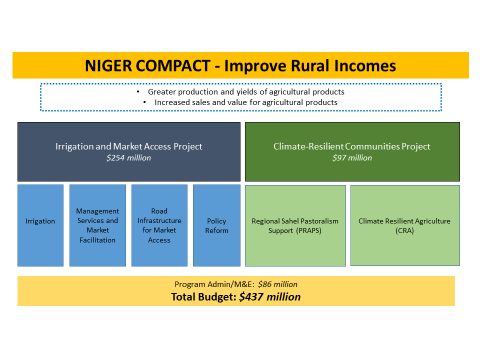 NIGER COMPACT - Improve Rural Incomes
• Greater production and yields of agricultural products
• Increased sales and value for agricultural products
Irrigation and Market Access Project
$254 million
Climate-Resilient Communities Project
$97 million
Irrigation
Management
Services and
Market
Facilitation
Road
Infrastructure
for Market
Access
Policy
Reform
Regional Sahel Pastoralism
Support (PRAPS)
Climate Resilient Agriculture
(CRA)
Program Admin/M&E: $86 million
Total Budget: $437 million